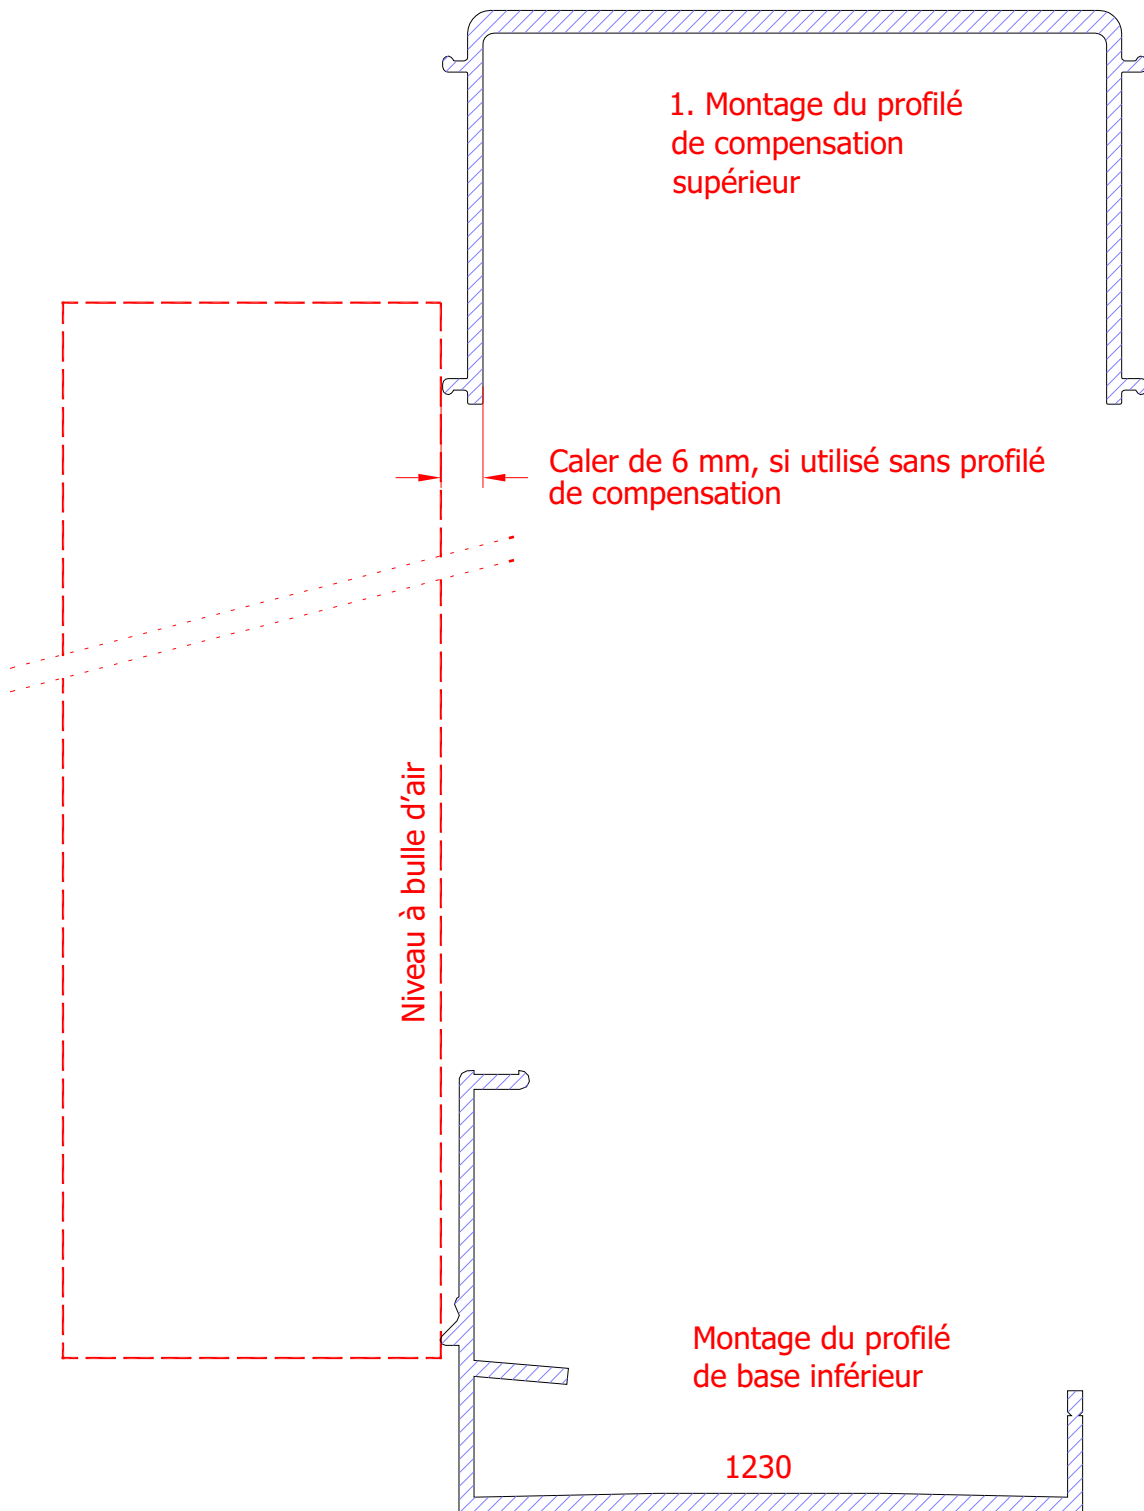 1. Montage du profilé
de compensation
supérieur
Caler de 6 mm, si utilisé sans profilé
de compensation
Niveau à bulle d’air
Montage du profilé
de base inférieur
1230